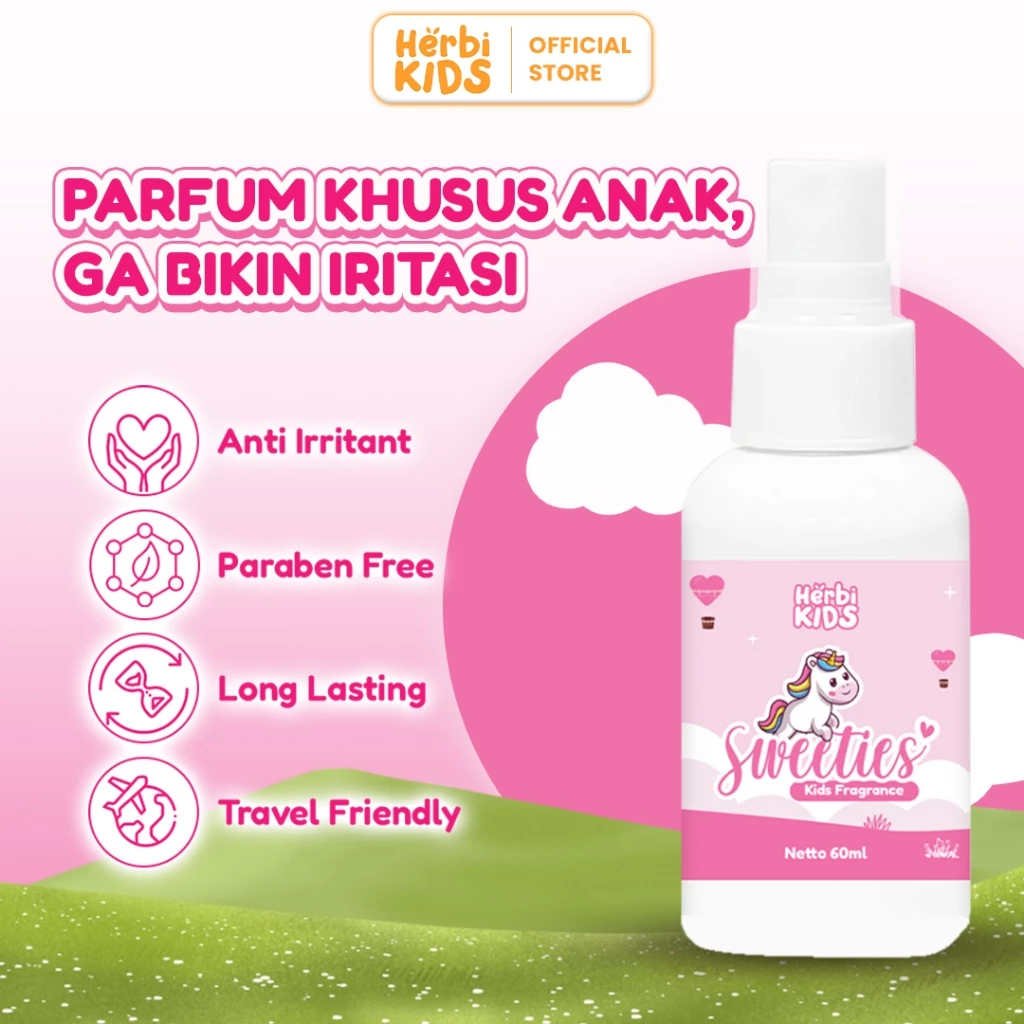 Herbi
KIDS
OFFICIAL
STORE
PARFUM KHUSUS ANAK,
GA BIKIN IRITASI
Anti Irritant
Paraben Free
Long Lasting
Travel Friendly
Herbi
KIDS
Sweeties
Kids Fragrance
Netto 60ml